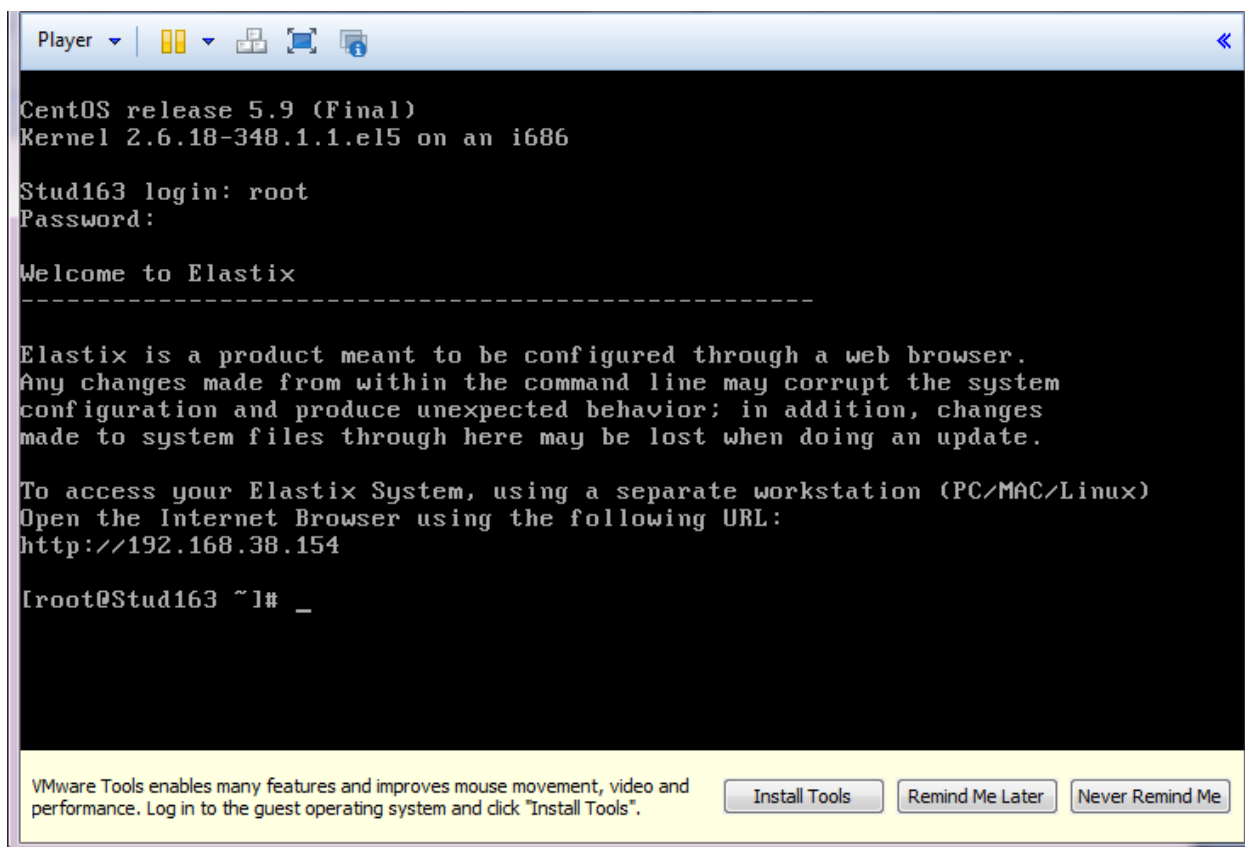 Player
CentOS release 5.9 (Final)
Kernel 2.6.18-348.1.1.el5 on an i686
Stud163 login: root
Password:
Welcome to Elastix
----------------------------------------------------
Elastix is a product meant to be configured through a web browser.
Any changes made from within the command line may corrupt the system
configuration and produce unexpected behavior; in addition, changes
made to system files through here may be lost when doing an update.
To access your Elastix System, using a separate workstation (PC/MAC/Linux)
Open the Internet Browser using the following URL:
http://192.168.38.154
[root@Stud163 ~]# _
VMware Tools enables many features and improves mouse movement, video and
performance. Log in to the guest operating system and click "Install Tools".
Install Tools
Remind Me Later
Never Remind Me